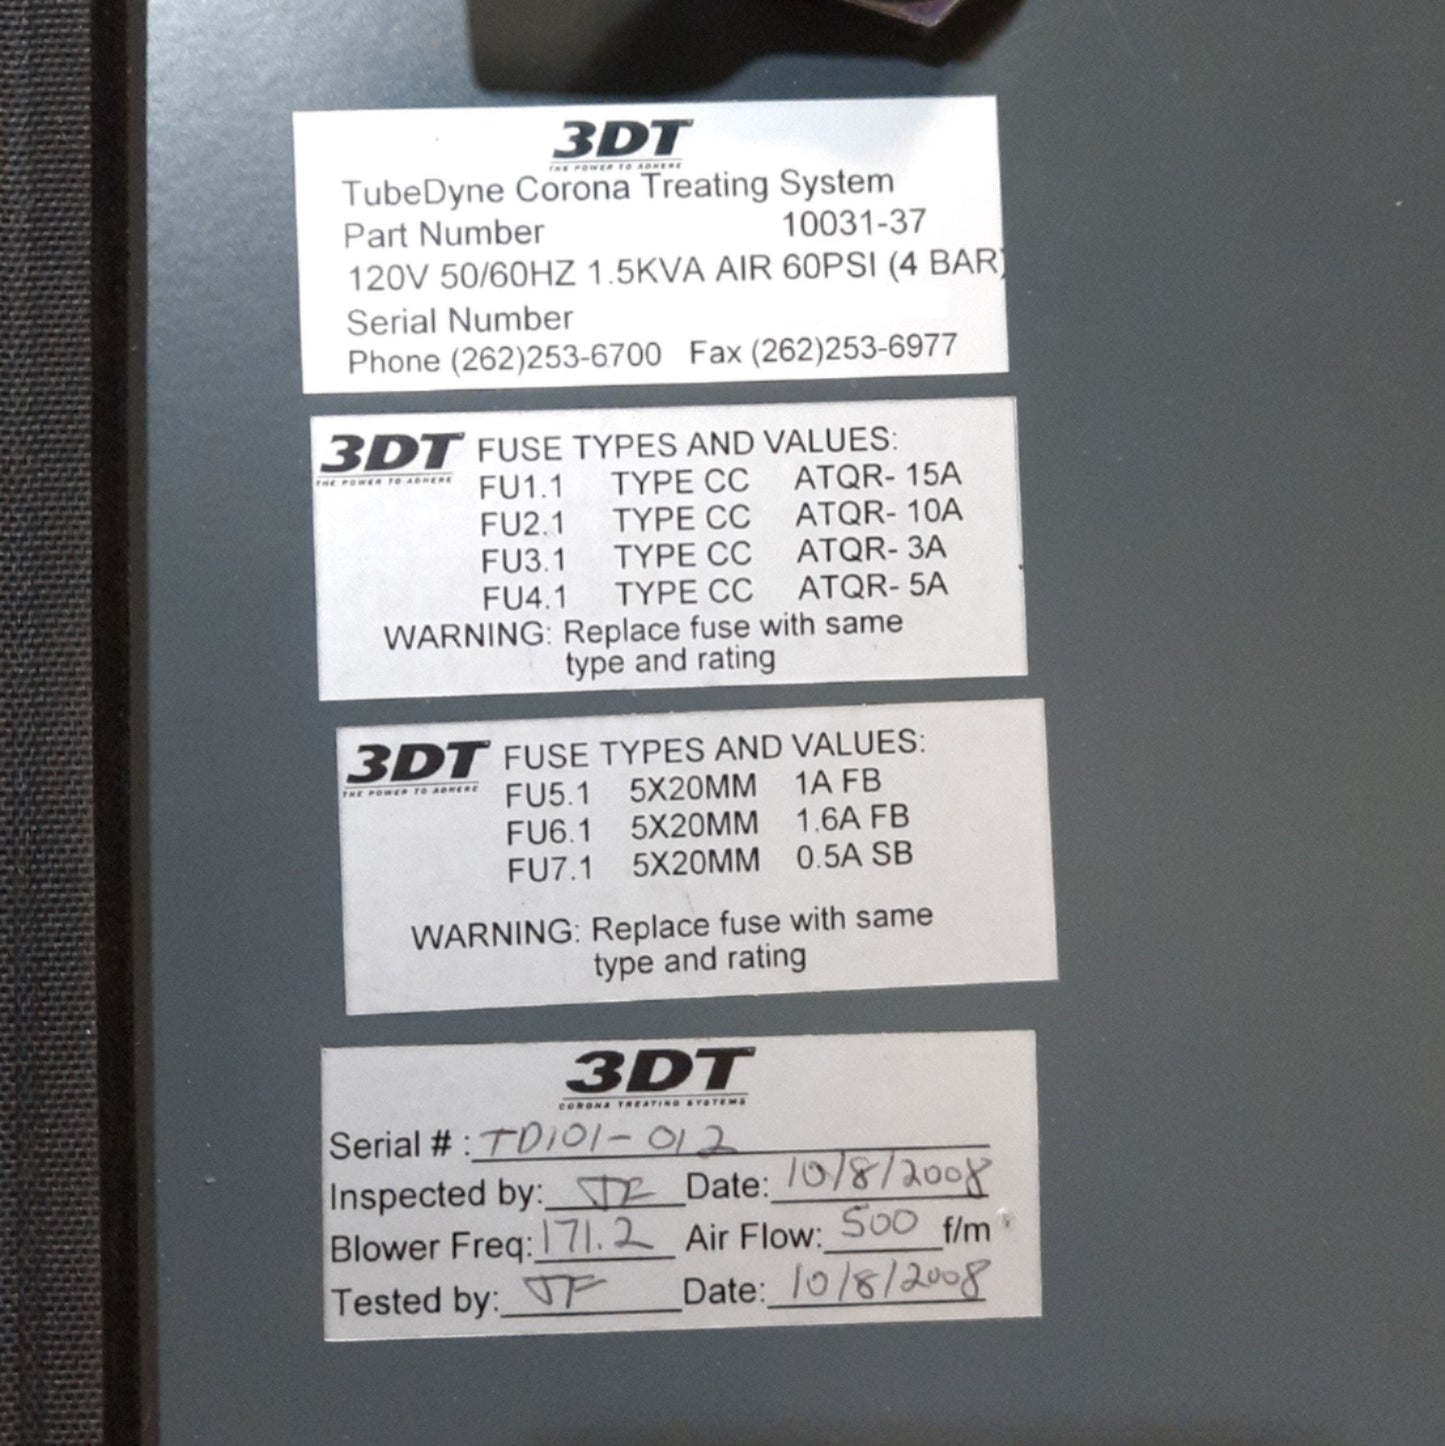 3DT
THE POWER TO ADHERE
TubeDyne Corona Treating System
Part Number 10031-37
120V 50/60HZ 1.5KVA AIR 60PSI (4 BAR)
Serial Number
Phone (262)253-6700 Fax (262)253-6977
3DT FUSE TYPES AND VALUES:
THE POWER TO ADHERE
FU1.1 TYPE CC ATQR- 15A
FU2.1 TYPE CC ATQR- 10A
FU3.1 TYPE CC ATQR- 3A
FU4.1 TYPE CC ATQR- 5A
WARNING: Replace fuse with same
type and rating
3DT FUSE TYPES AND VALUES:
THE POWER TO ADHERE
FU5.1 5X20MM 1A FB
FU6.1 5X20MM 1.6A FB
FU7.1 5X20MM 0.5A SB
WARNING: Replace fuse with same
type and rating
3DT
CORONA TREATING SYSTEMS
Serial # : TD101-012
Inspected by: JF Date: 10/8/2008
Blower Freq: 171.2 Air Flow: 500 f/m
Tested by: JF Date: 10/8/2008